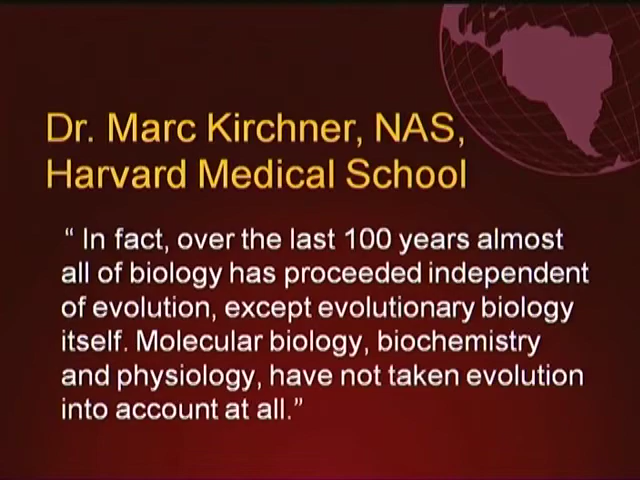 Dr. Marc Kirchner, NAS,
Harvard Medical School
“ In fact, over the last 100 years almost
all of biology has proceeded independent
of evolution, except evolutionary biology
itself. Molecular biology, biochemistry
and physiology, have not taken evolution
into account at all.”